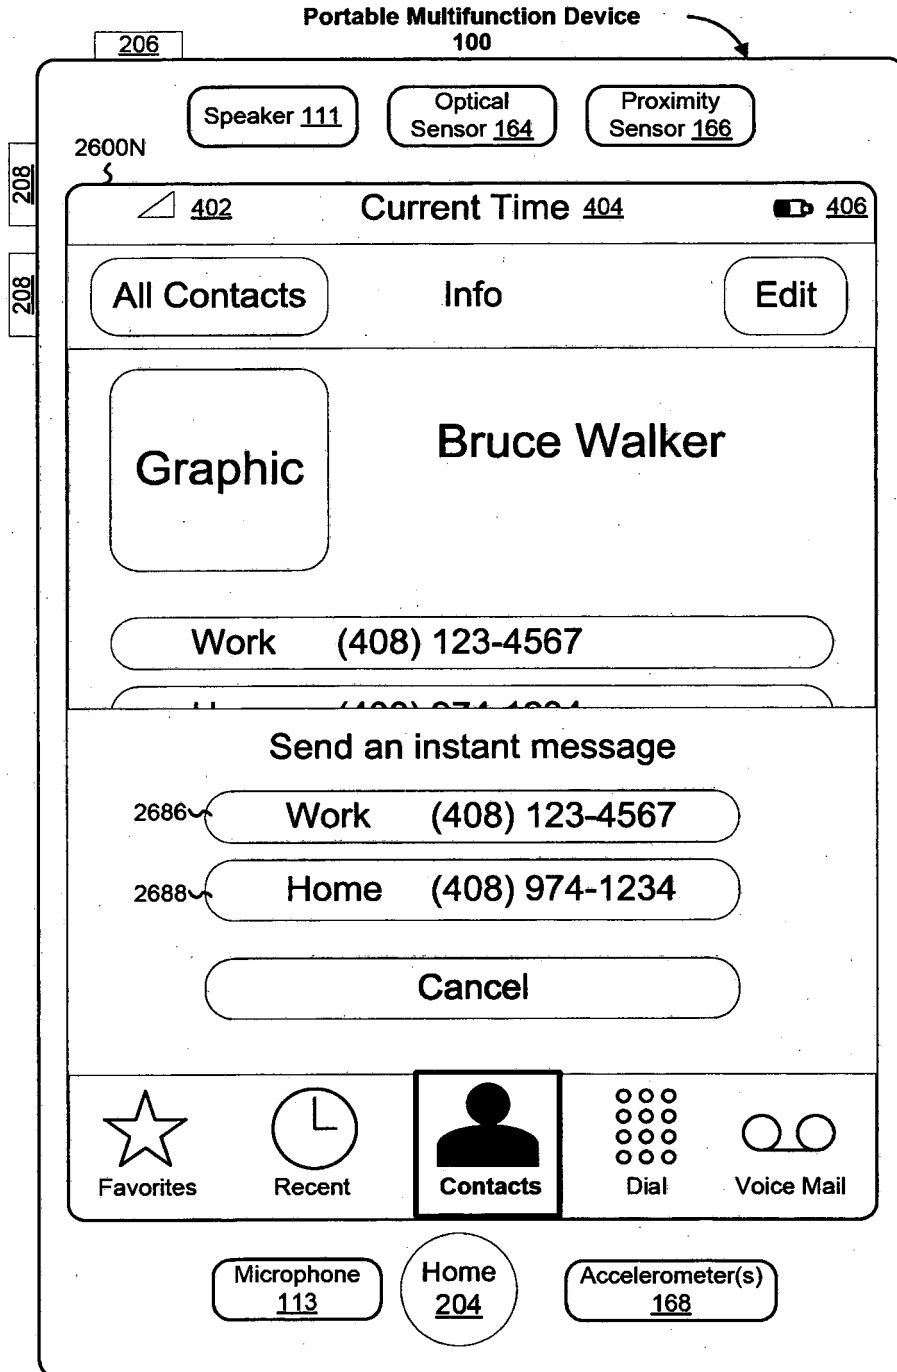 Portable Multifunction Device
100
206
Speaker 111
Optical
Sensor 164
Proximity
Sensor 166
2600N
208
402
Current Time 404
406
208
All Contacts
Info
Edit
Graphic
Bruce Walker
Work (408) 123-4567
Send an instant message
2686
Work (408) 123-4567
2688
Home (408) 974-1234
Cancel
Favorites
Recent
Contacts
Dial
Voice Mail
Microphone
113
Home
204
Accelerometer(s)
168